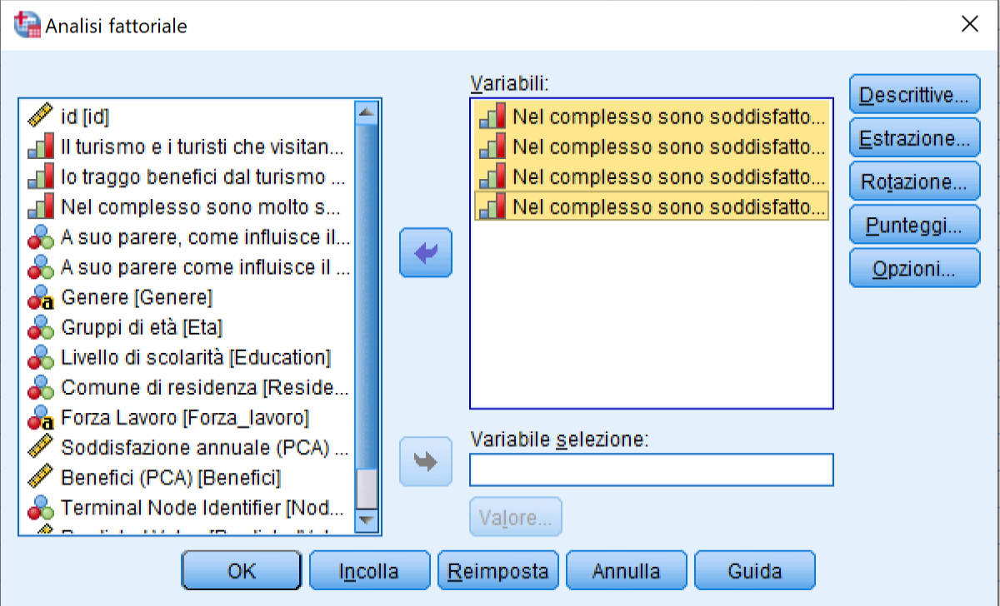 Analisi fattoriale
id [id]
Il turismo e i turisti che visitan...
Io traggo benefici dal turismo ...
Nel complesso sono molto s...
A suo parere, come influisce il...
A suo parere come influisce il ...
Genere [Genere]
Gruppi di età [Eta]
Livello di scolarità [Education]
Comune di residenza [Reside...
Forza Lavoro [Forza_lavoro]
Soddisfazione annuale (PCA) ...
Benefici (PCA) [Benefici]
Terminal Node Identifier [Nod...
Variabili:
Nel complesso sono soddisfatto...
Nel complesso sono soddisfatto...
Nel complesso sono soddisfatto...
Nel complesso sono soddisfatto...
Variabile selezione:
Valore...
Descrittive...
Estrazione...
Rotazione...
Punteggi...
Opzioni...
OK
Incolla
Reimposta
Annulla
Guida